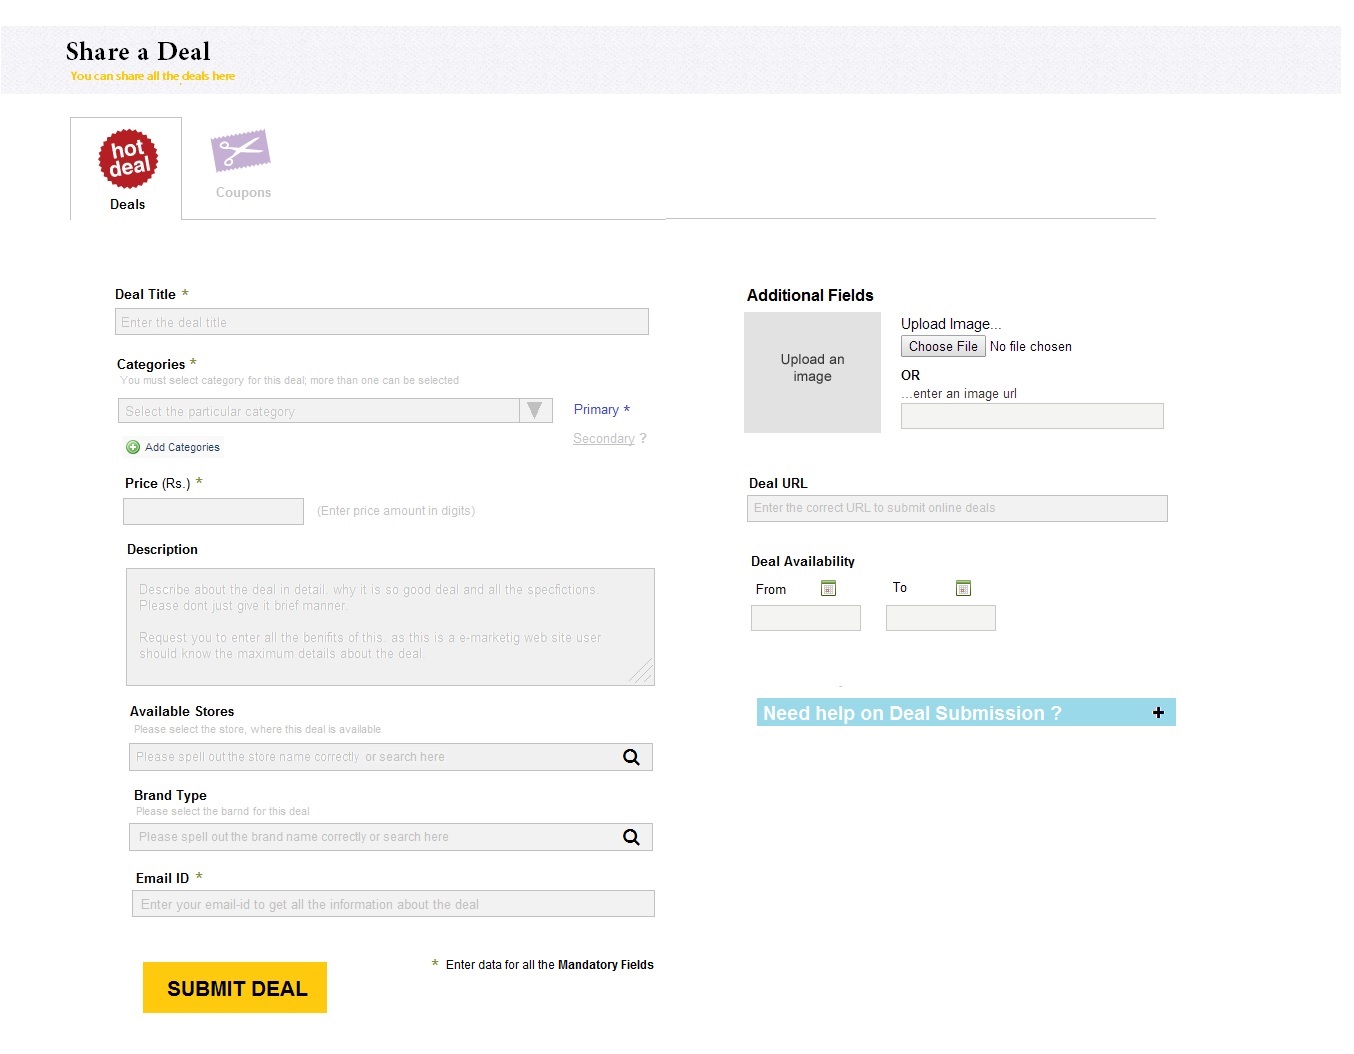 Share a Deal
You can share all the deals here
hot
deal
Deals
Coupons
Deal Title *
Enter the deal title
Categories *
You must select category for this deal; more than one can be selected
Select the particular category
Primary *
Secondary ?
Add Categories
Price (Rs.) *
(Enter price amount in digits)
Description
Describe about the deal in detail. why it is so good deal and all the specfictions.
Please dont just give it brief manner.
Request you to enter all the benifits of this. as this is a e-marketig web site user
should know the maximum details about the deal.
Available Stores
Please select the store, where this deal is available
Please spell out the store name correctly or search here
Brand Type
Please select the barnd for this deal
Please spell out the brand name correctly or search here
Email ID *
Enter your email-id to get all the information about the deal
* Enter data for all the Mandatory Fields
SUBMIT DEAL
Additional Fields
Upload an
image
Upload Image...
Choose File No file chosen
OR
...enter an image url
Deal URL
Enter the correct URL to submit online deals
Deal Availability
From
To
Need help on Deal Submission ? +